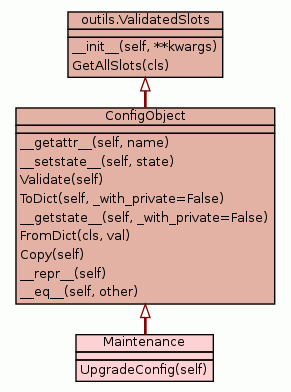 outils.ValidatedSlots
__init__(self, **kwargs)
GetAllSlots(cls)
ConfigObject
__getattr__(self, name)
__setstate__(self, state)
Validate(self)
ToDict(self, _with_private=False)
__getstate__(self, _with_private=False)
FromDict(cls, val)
Copy(self)
__repr__(self)
__eq__(self, other)
Maintenance
UpgradeConfig(self)